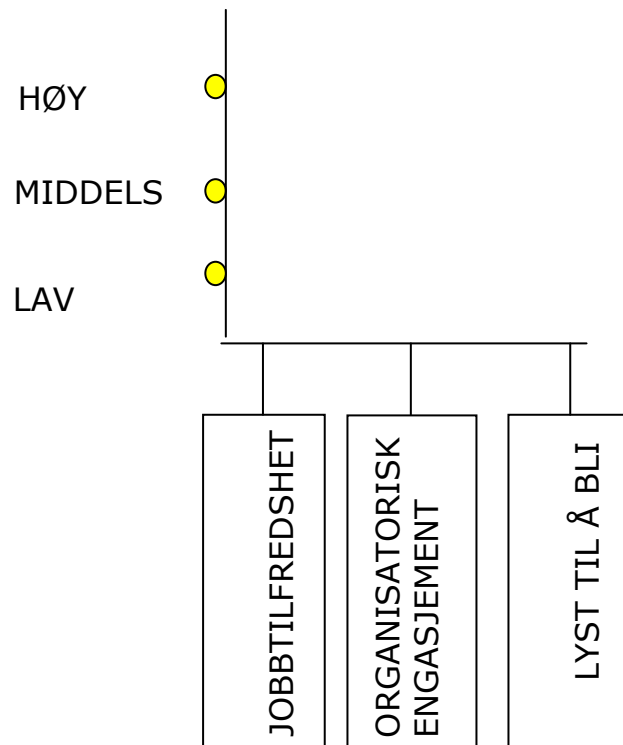 HØY
MIDDELS
LAV
JOBBTILFREDSHET
ORGANISATORISK
ENGASJEMENT
LYST TIL Å BLI